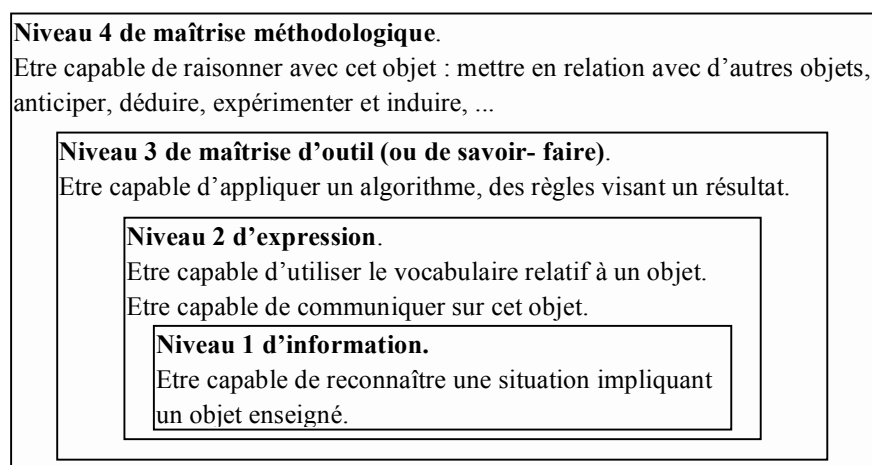 Niveau 4 de maîtrise méthodologique.
Etre capable de raisonner avec cet objet : mettre en relation avec d'autres objets,
anticiper, déduire, expérimenter et induire, ...
Niveau 3 de maîtrise d'outil (ou de savoir- faire).
Etre capable d'appliquer un algorithme, des règles visant un résultat.
Niveau 2 d'expression.
Etre capable d'utiliser le vocabulaire relatif à un objet.
Etre capable de communiquer sur cet objet.
Niveau 1 d'information.
Etre capable de reconnaître une situation impliquant
un objet enseigné.